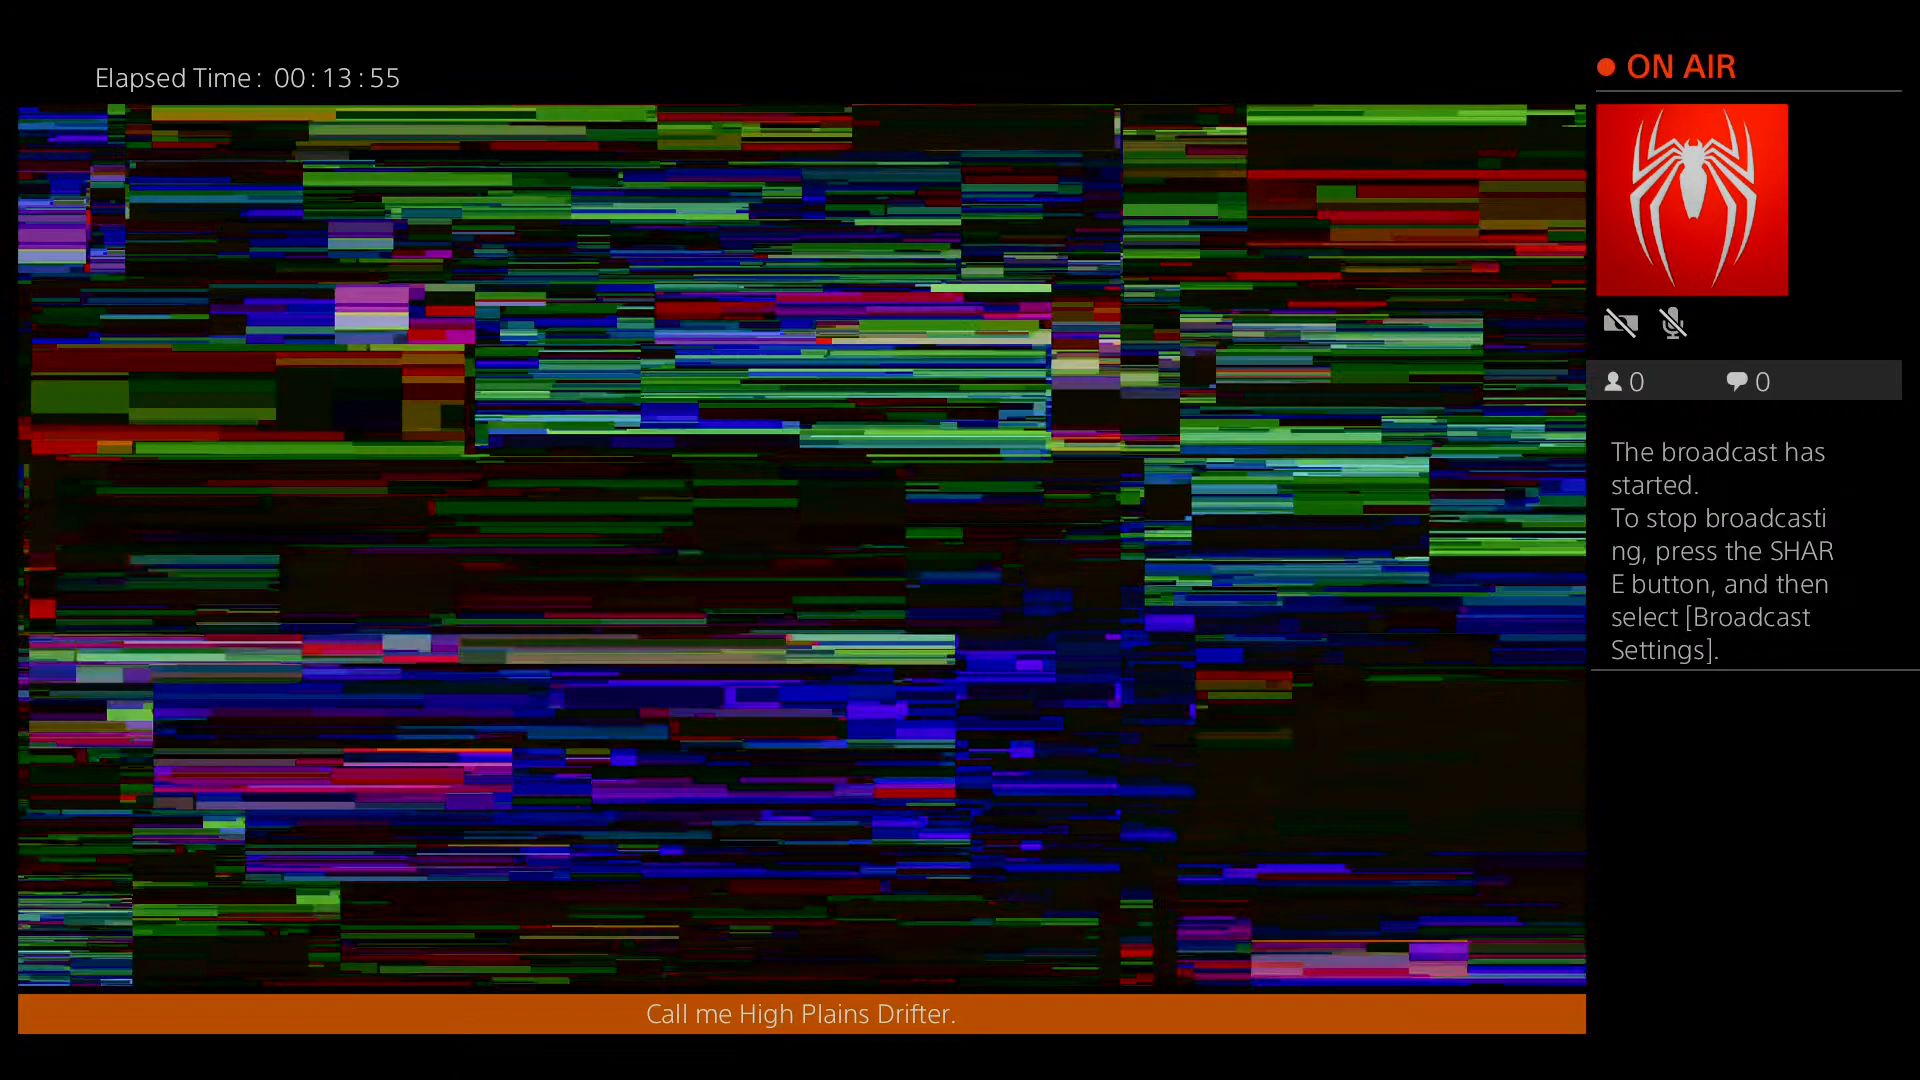 Elapsed Time: 00:13:55
ON AIR
0 0
The broadcast has
started.
To stop broadcasti
ng, press the SHAR
E button, and then
select [Broadcast
Settings].
Call me High Plains Drifter.